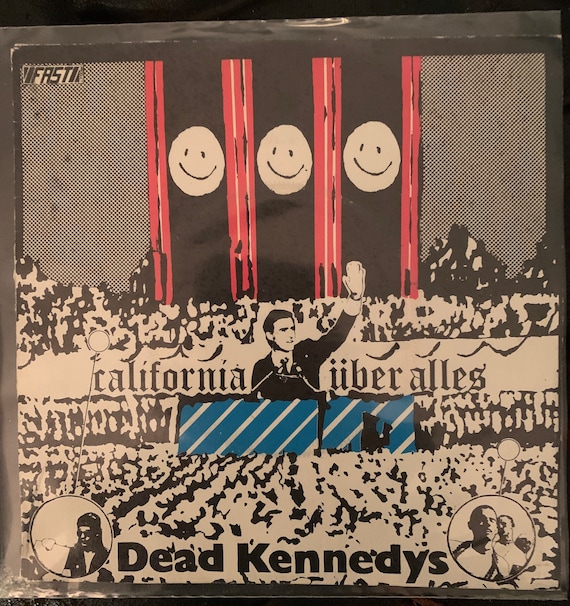 FAST
california über alles
Dead Kennedys